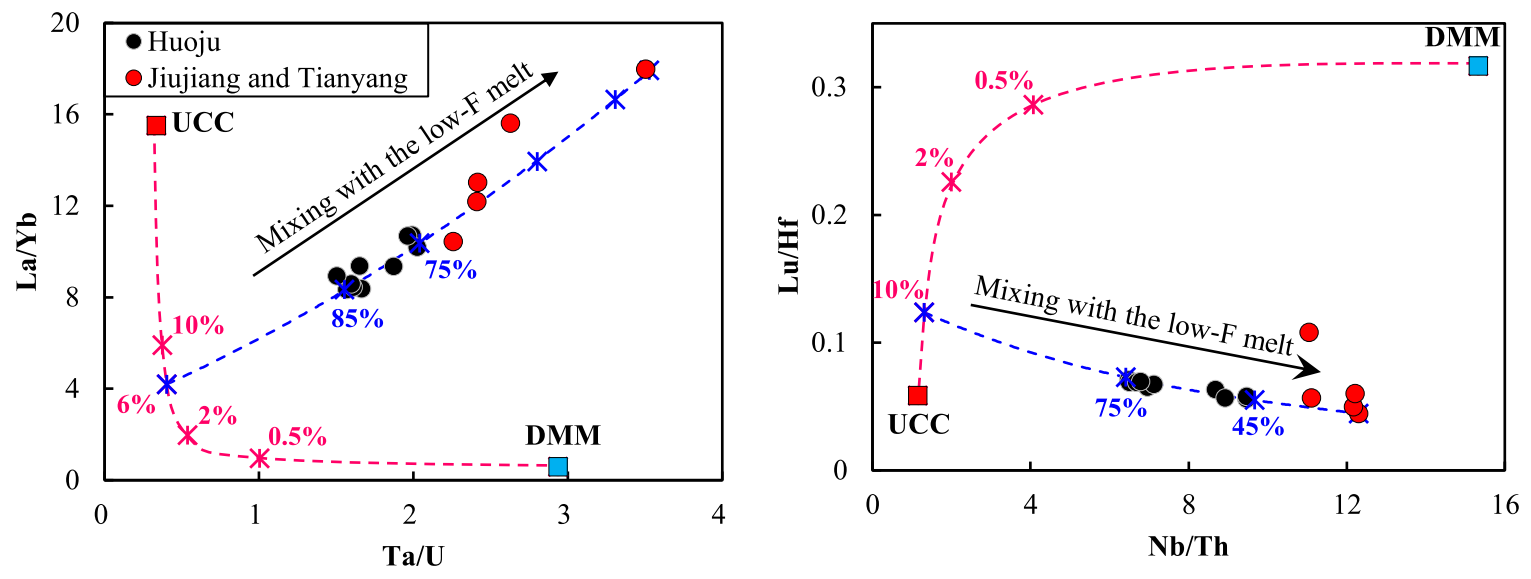 20
16
12
8
4
0
La/Yb
Huoju
Jiujiang and Tianyang
UCC
Mixing with the low-F melt
75%
85%
10%
6%
2%
0.5%
DMM
0
1
2
3
4
Ta/U
0.3
0.2
0.1
0
Lu/Hf
DMM
0.5%
2%
10%
Mixing with the low-F melt
UCC
75%
45%
0
4
8
12
16
Nb/Th